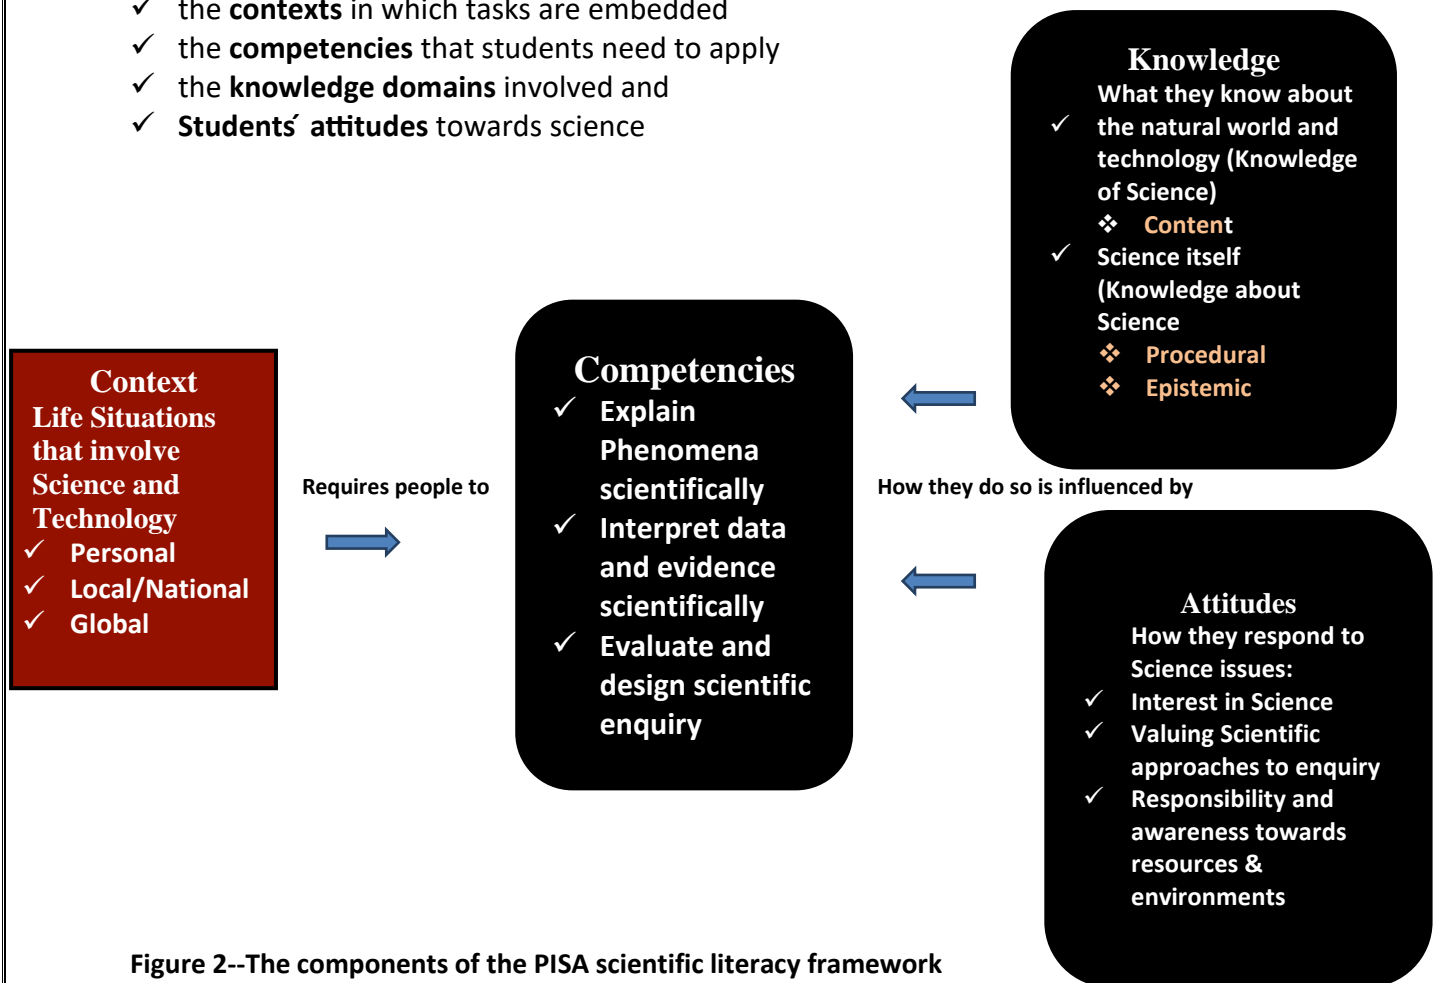 ✓ the contexts in which tasks are embedded
✓ the competencies that students need to apply
✓ the knowledge domains involved and
✓ Students´ attitudes towards science
Context
Life Situations
that involve
Science and
Technology
✓ Personal
✓ Local/National
✓ Global
Requires people to
Competencies
✓ Explain
Phenomena
scientifically
✓ Interpret data
and evidence
scientifically
✓ Evaluate and
design scientific
enquiry
How they do so is influenced by
Knowledge
What they know about
✓ the natural world and
technology (Knowledge
of Science)
❖ Content
✓ Science itself
(Knowledge about
Science
❖ Procedural
❖ Epistemic
Attitudes
How they respond to
Science issues:
✓ Interest in Science
✓ Valuing Scientific
approaches to enquiry
✓ Responsibility and
awareness towards
resources &
environments
Figure 2--The components of the PISA scientific literacy framework